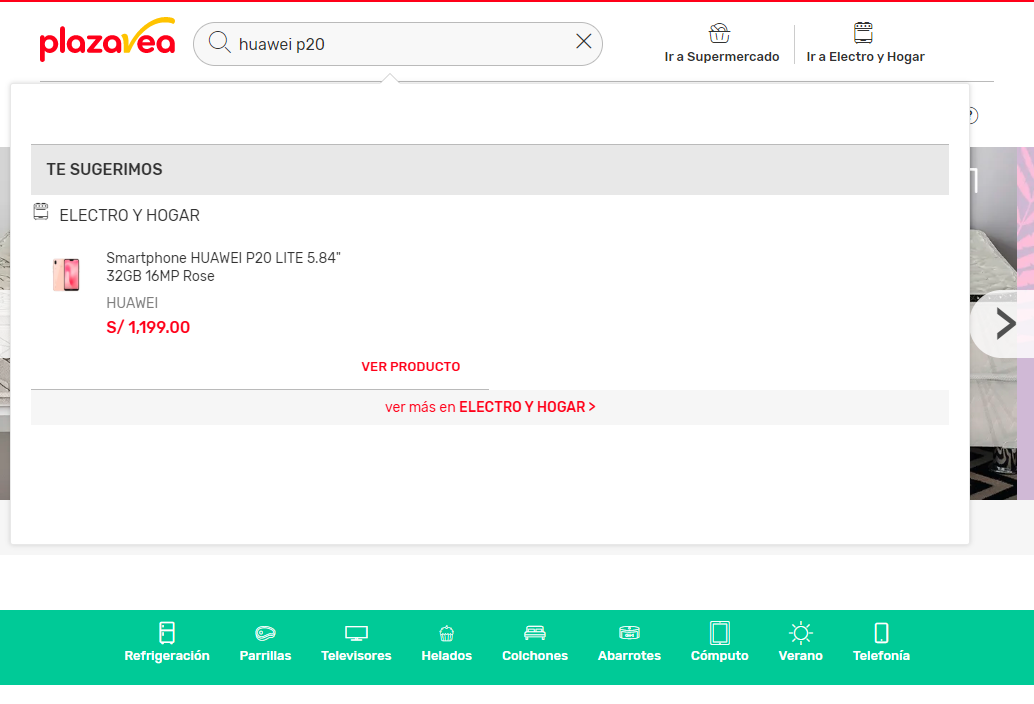 plazavea
huawei p20
Ir a Supermercado
Ir a Electro y Hogar
TE SUGERIMOS
ELECTRO Y HOGAR
Smartphone HUAWEI P20 LITE 5.84"
32GB 16MP Rose
HUAWEI
S/ 1,199.00
VER PRODUCTO
ver más en ELECTRO Y HOGAR >
Refrigeración
Parrillas
Televisores
Helados
Colchones
Abarrotes
Cómputo
Verano
Telefonía